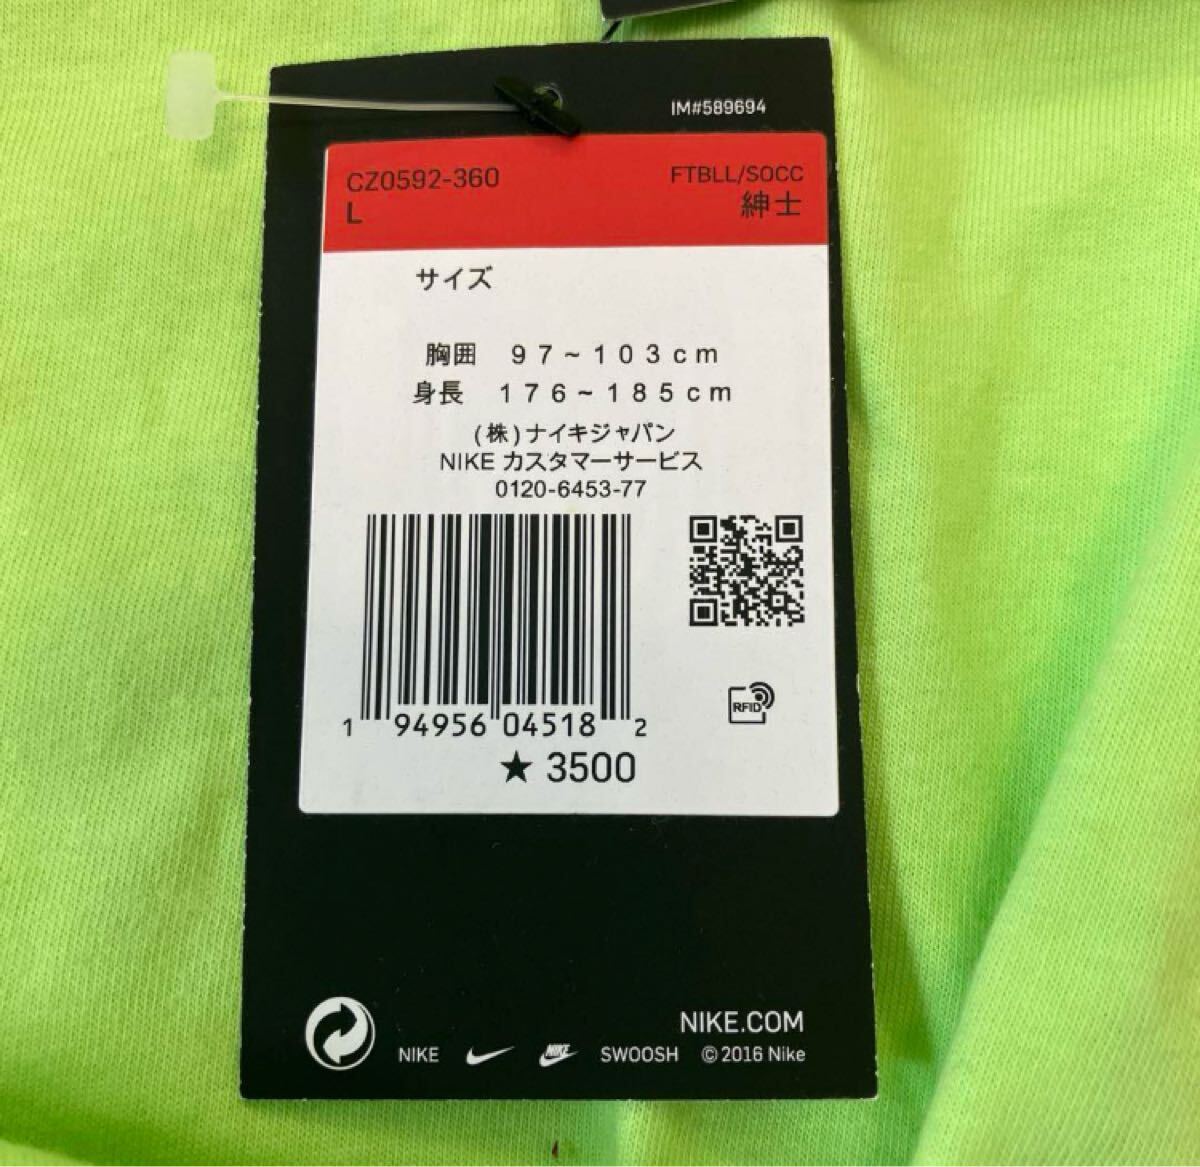 IM#589694
CZ0592-360 FTBLL/SOCC
L 紳士
サイズ
胸囲 97~103cm
身長 176~185cm
(株)ナイキジャパン
NIKE カスタマーサービス
0120-6453-77
RFID
1 94956 04518 2
★ 3500
NIKE.COM
NIKE NIKE SWOOSH ©2016 Nike